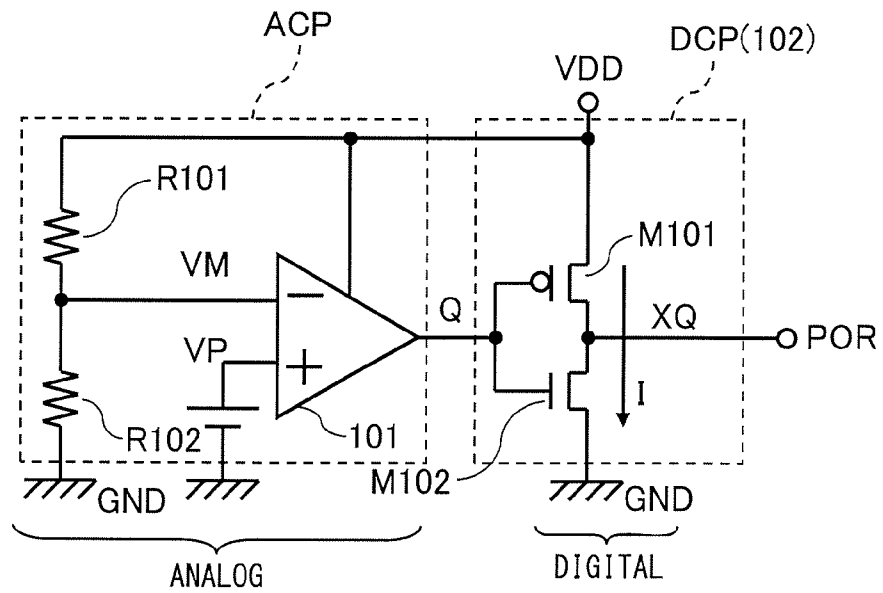 ACP
DCP(102)
VDD
R101
M101
VM
Q
XQ
POR
VP
I
R102
101
M102
GND
GND
ANALOG
DIGITAL